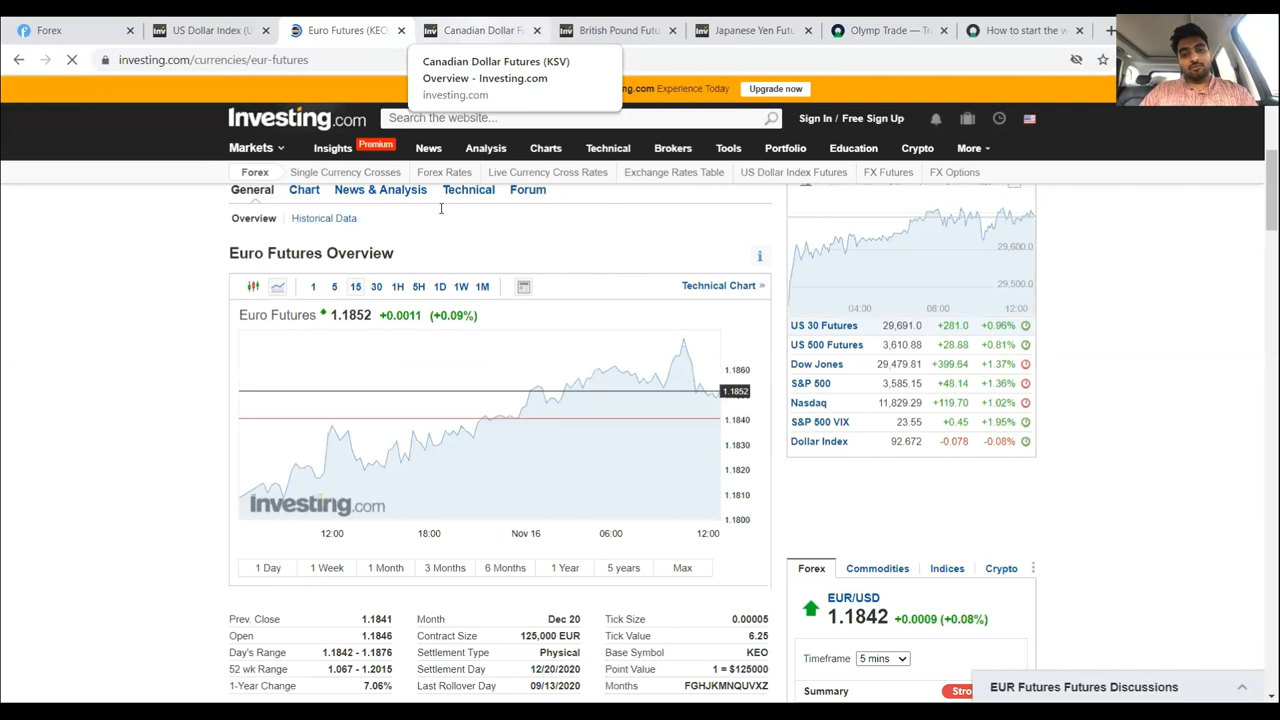 Forex
US Dollar Index (U
Euro Futures (KEO,
Canadian Dollar Fu
British Pound Futu
Japanese Yen Futu
Olymp Trade — Tr
How to start the w
investing.com/currencies/eur-futures
Canadian Dollar Futures (KSV)
Overview - Investing.com
investing.com
ng.com Experience Today
Upgrade now
Investing.com
Search the website...
Sign In / Free Sign Up
Markets
Insights
Premium
News
Analysis
Charts
Technical
Brokers
Portfolio
Education
Crypto
More
Forex
Single Currency Crosses
Forex Rates
Live Currency Cross Rates
Exchange Rates Table
US Dollar Index Futures
FX Futures
FX Options
General
Chart
News & Analysis
Technical
Forum
Overview
Historical Data
Euro Futures Overview
1 5 15 30 1H 5H 1D 1W 1M
Technical Chart »
Euro Futures 1.1852 +0.0011 (+0.09%)
1.1860
1.1852
1.1840
1.1830
1.1820
1.1810
1.1800
Investing.com
12:00 18:00 Nov 16 06:00 12:00
1 Day
1 Week
1 Month
3 Months
6 Months
1 Year
5 years
Max
Prev. Close 1.1841 Month Dec 20 Tick Size 0.00005
Open 1.1846 Contract Size 125,000 EUR Tick Value 6.25
Day's Range 1.1842 - 1.1876 Settlement Type Physical Base Symbol KEO
52 wk Range 1.067 - 1.2015 Settlement Day 12/20/2020 Point Value 1 = $125000
1-Year Change 7.06% Last Rollover Day 09/13/2020 Months FGHJKMNQUVXZ
29,600.0
29,500.0
04:00 08:00 12:00
US 30 Futures 29,691.0 +281.0 +0.96%
US 500 Futures 3,610.88 +28.88 +0.81%
Dow Jones 29,479.81 +399.64 +1.37%
S&P 500 3,585.15 +48.14 +1.36%
Nasdaq 11,829.29 +119.70 +1.02%
S&P 500 VIX 23.55 +0.45 +1.95%
Dollar Index 92.672 -0.078 -0.08%
Forex
Commodities
Indices
Crypto
EUR/USD
1.1842 +0.0009 (+0.08%)
Timeframe 5 mins
Summary
Stro
EUR Futures Futures Discussions